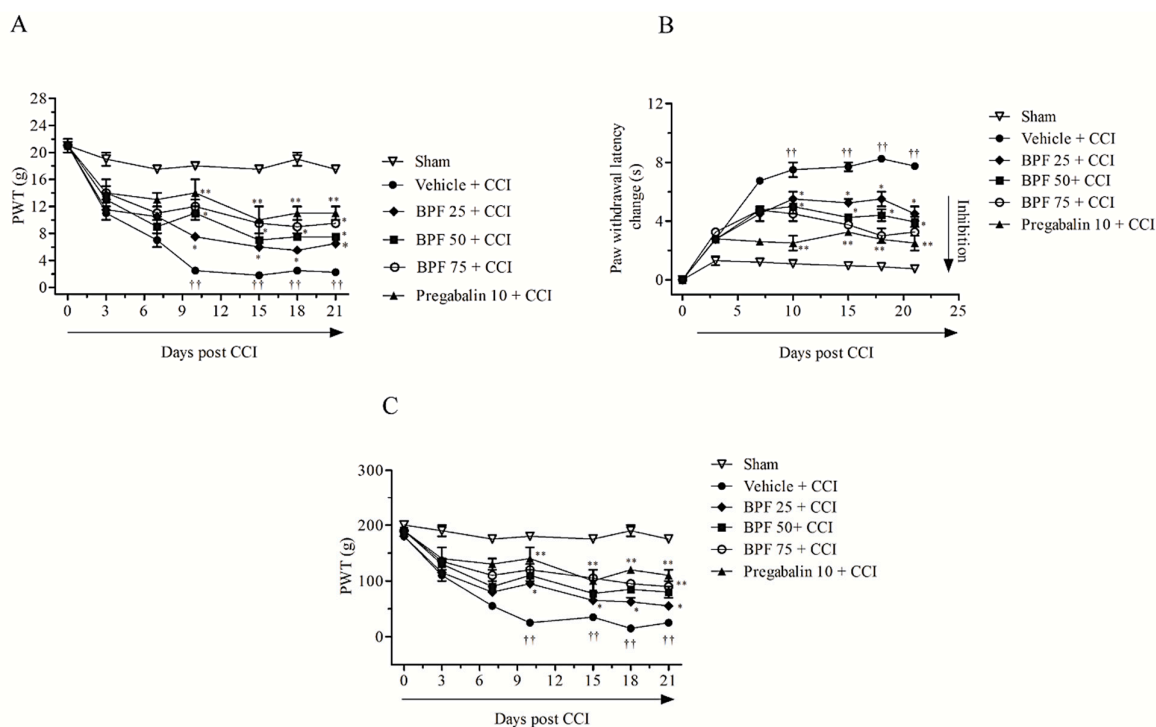 A
PWT (g)
28
24
20
16
12
8
4
0
** ** ** **
* * * *
* * * *
†† †† †† ††
0 3 6 9 12 15 18 21
Days post CCI
Sham
Vehicle + CCI
BPF 25 + CCI
BPF 50 + CCI
BPF 75 + CCI
Pregabalin 10 + CCI
B
Paw withdrawal latency
change (s)
12
8
4
0
†† †† †† ††
* * * *
* * * *
** ** ** **
0 5 10 15 20 25
Days post CCI
Inhibition
Sham
Vehicle + CCI
BPF 25 + CCI
BPF 50+ CCI
BPF 75 + CCI
Pregabalin 10 + CCI
C
PWT (g)
300
200
100
0
** ** ** **
**
* * * *
†† †† †† ††
0 3 6 9 12 15 18 21
Days post CCI
Sham
Vehicle + CCI
BPF 25 + CCI
BPF 50+ CCI
BPF 75 + CCI
Pregabalin 10 + CCI